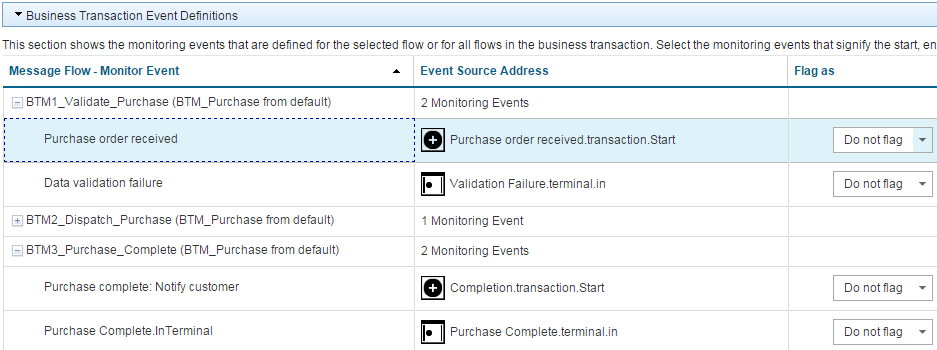 Business Transaction Event Definitions
This section shows the monitoring events that are defined for the selected flow or for all flows in the business transaction. Select the monitoring events that signify the start, en
Message Flow - Monitor Event Event Source Address Flag as
BTM1_Validate_Purchase (BTM_Purchase from default) 2 Monitoring Events
Purchase order received Purchase order received.transaction.Start Do not flag
Data validation failure Validation Failure.terminal.in Do not flag
BTM2_Dispatch_Purchase (BTM_Purchase from default) 1 Monitoring Event
BTM3_Purchase_Complete (BTM_Purchase from default) 2 Monitoring Events
Purchase complete: Notify customer Completion.transaction.Start Do not flag
Purchase Complete.InTerminal Purchase Complete.terminal.in Do not flag